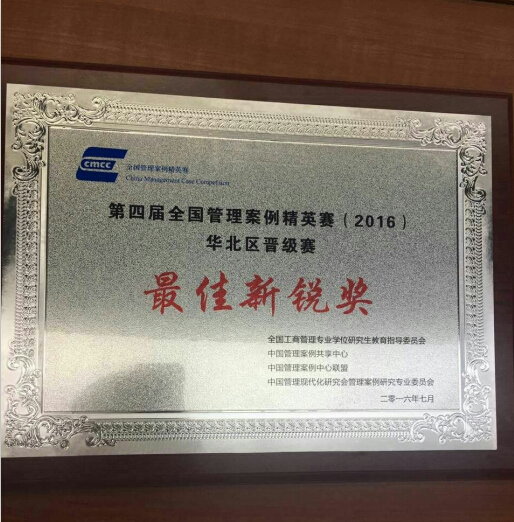 cmcc
全国管理案例精英赛
China Management Case Competition
第四届全国管理案例精英赛（2016）
华北区晋级赛
最佳新锐奖
全国工商管理专业学位研究生教育指导委员会
中国管理案例共享中心
中国管理案例中心联盟
中国管理现代化研究会管理案例研究专业委员会
二零一六年七月